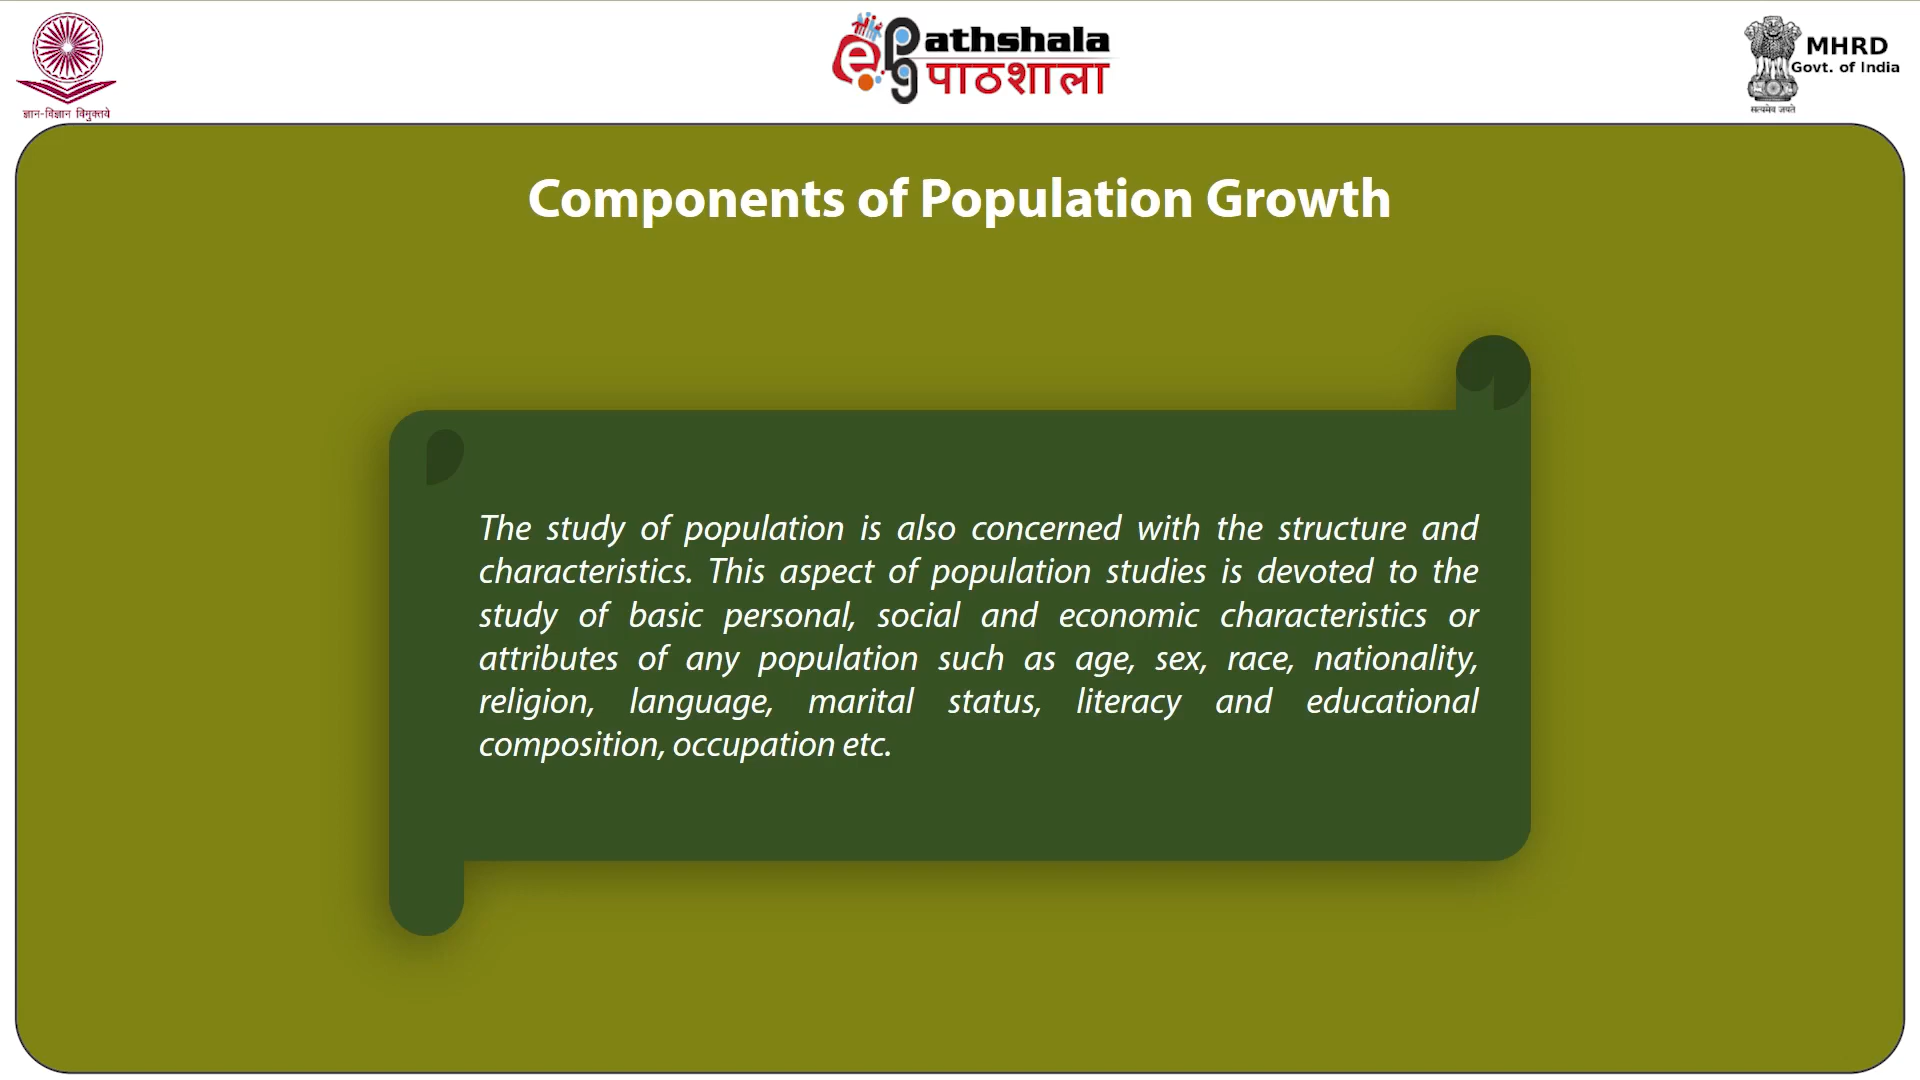 ज्ञान-विज्ञान विमुक्तये
e pg Pathshala
पाठशाला
MHRD
Govt. of India
सत्यमेव जयते
Components of Population Growth
The study of population is also concerned with the structure and
characteristics. This aspect of population studies is devoted to the
study of basic personal, social and economic characteristics or
attributes of any population such as age, sex, race, nationality,
religion, language, marital status, literacy and educational
composition, occupation etc.